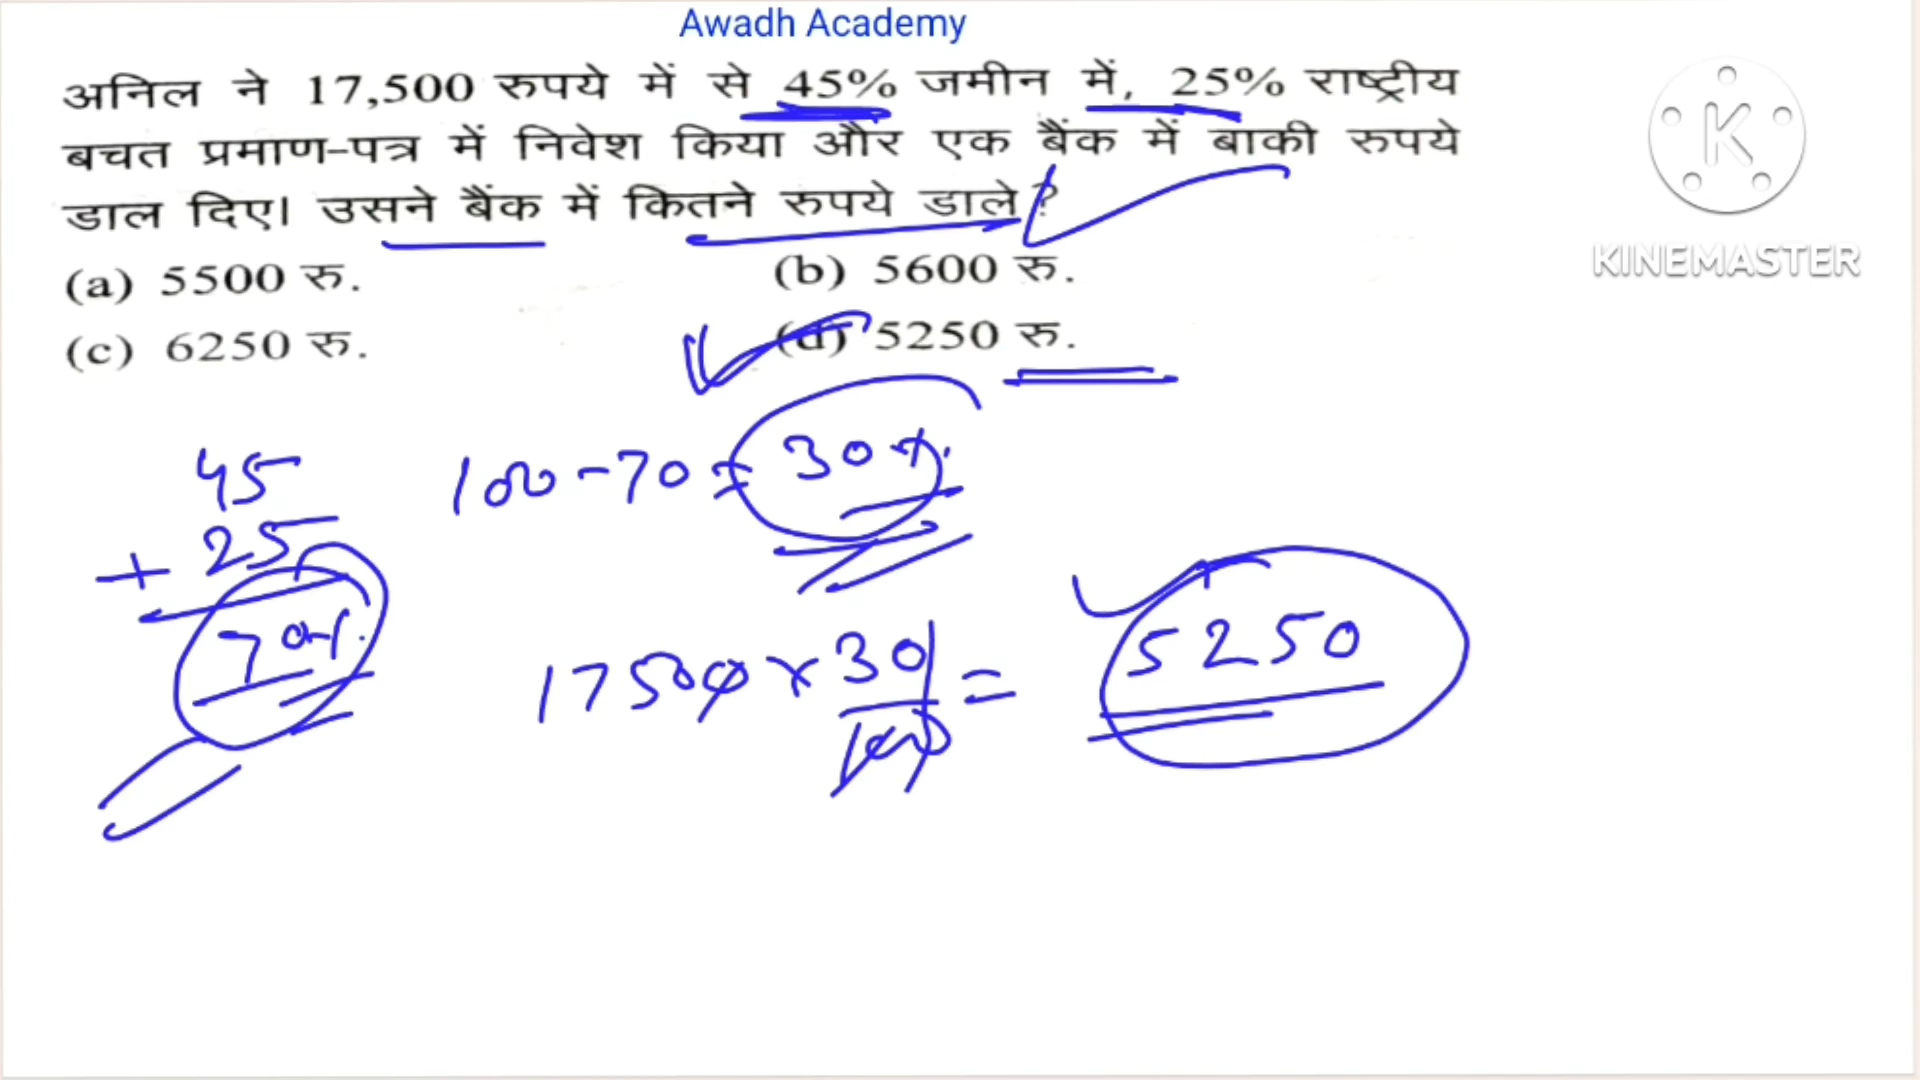 Awadh Academy
अनिल ने 17,500 रुपये में से 45% जमीन में, 25% राष्ट्रीय
बचत प्रमाण-पत्र में निवेश किया और एक बैंक में बाकी रुपये
डाल दिए। उसने बैंक में कितने रुपये डाले?
(a) 5500 रु.
(b) 5600 रु.
(c) 6250 रु.
(d) 5250 रु.
KINEMASTER
45
+ 25
70%
100-70 = 30%
17500 × 30/100 = 5250